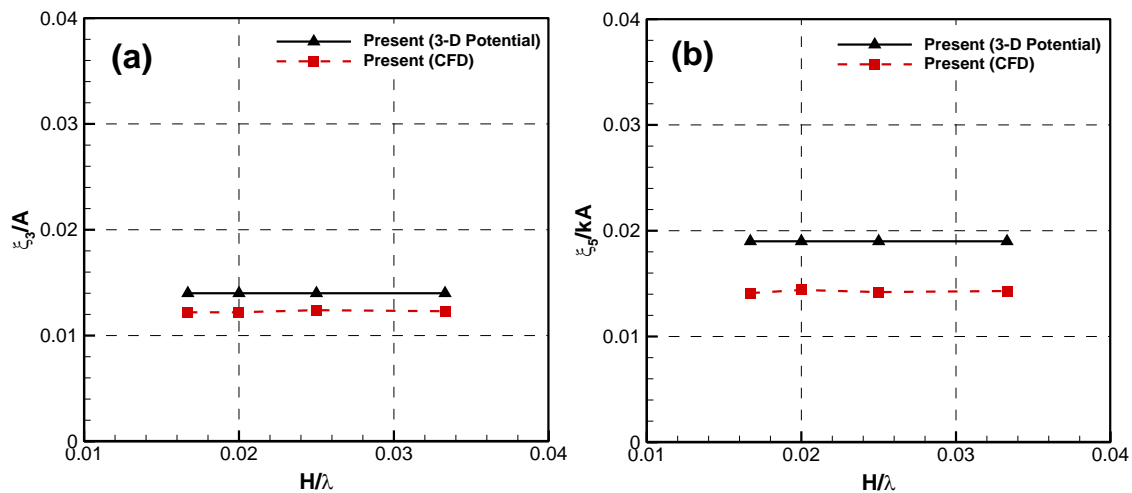 (a)
Present (3-D Potential)
Present (CFD)
ξ3/A
0.04
0.03
0.02
0.01
0
0.01
0.02
0.03
0.04
H/λ
(b)
Present (3-D Potential)
Present (CFD)
ξ5/kA
0.04
0.03
0.02
0.01
0
0.01
0.02
0.03
0.04
H/λ